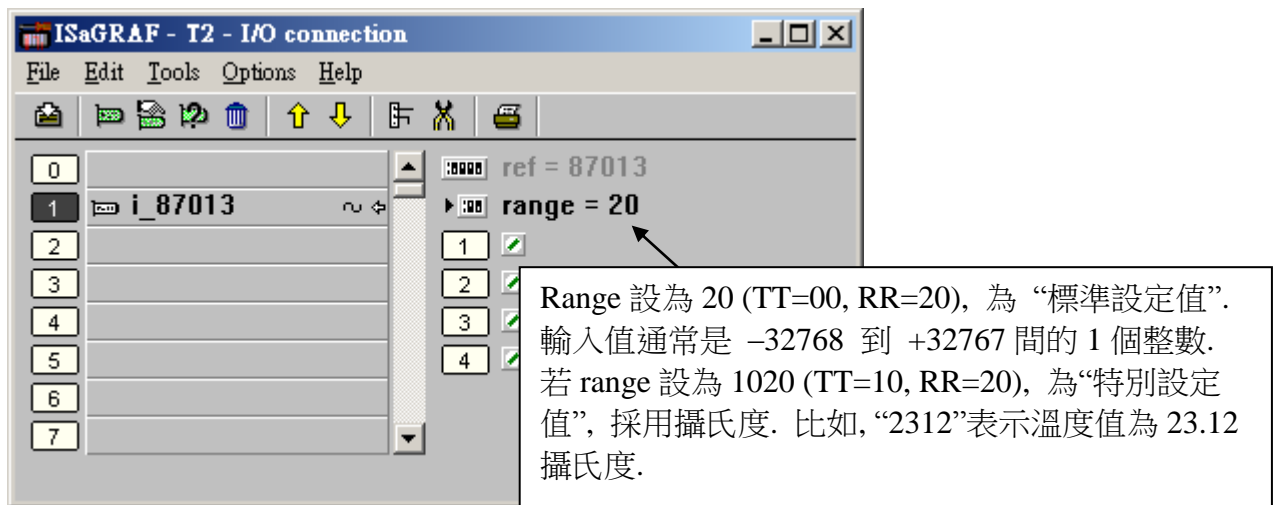 ISaGRAF - T2 - I/O connection
File Edit Tools Options Help
0
1 i_87013
2
3
4
5
6
7
ref = 87013
range = 20
1
2
3
4
Range 設為 20 (TT=00, RR=20), 為 “標準設定值”.
輸入值通常是 –32768 到 +32767 間的 1 個整數.
若 range 設為 1020 (TT=10, RR=20), 為“特別設定
值”, 採用攝氏度. 比如, “2312”表示溫度值為 23.12
攝氏度.